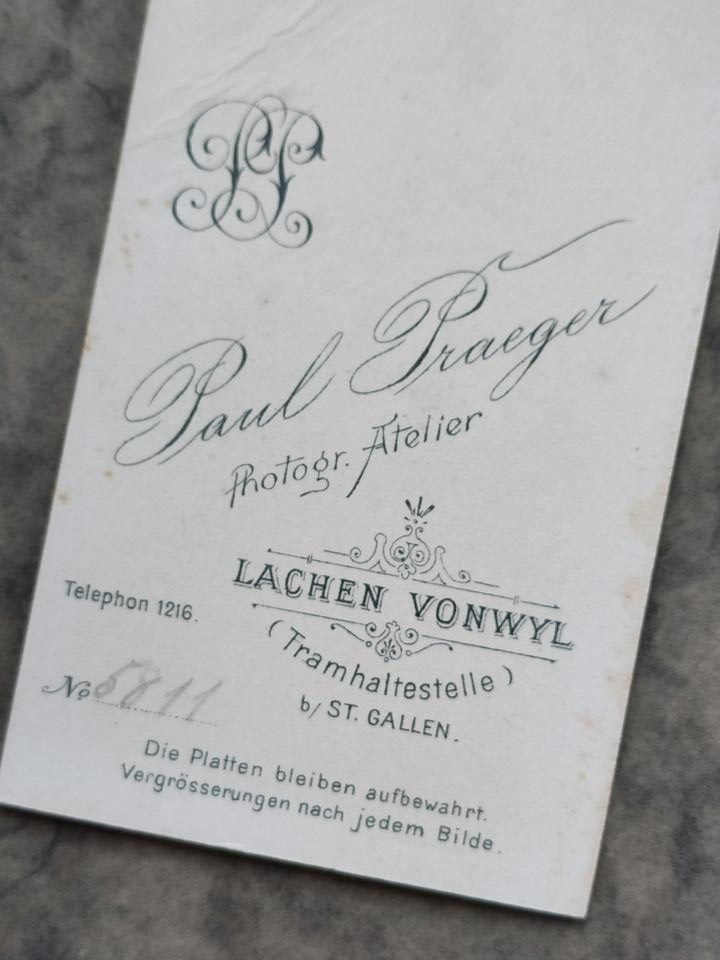 PP
Paul Praeger
Photogr. Atelier
LACHEN VONWYL
(Tramhaltestelle)
b/ ST. GALLEN.
Telephon 1216.
No 5811
Die Platten bleiben aufbewahrt.
Vergrösserungen nach jedem Bilde.